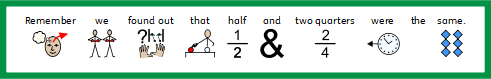 Remember we found out that half and two quarters were the same.
?h:d 1/2 & 2/4